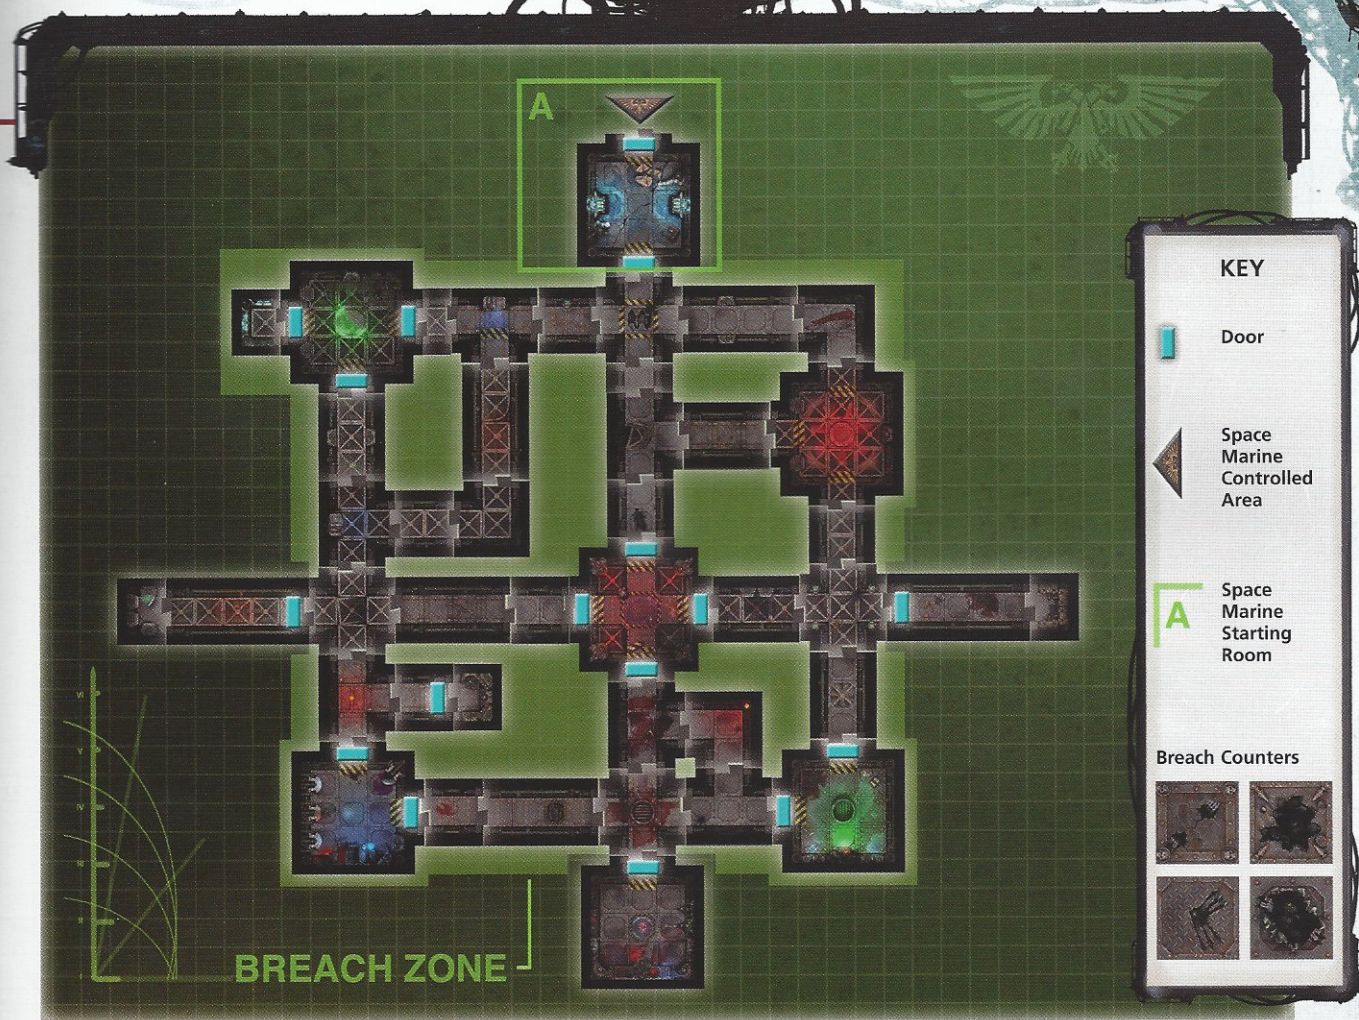 A
KEY
Door
Space
Marine
Controlled
Area
A
Space
Marine
Starting
Room
Breach Counters
BREACH ZONE